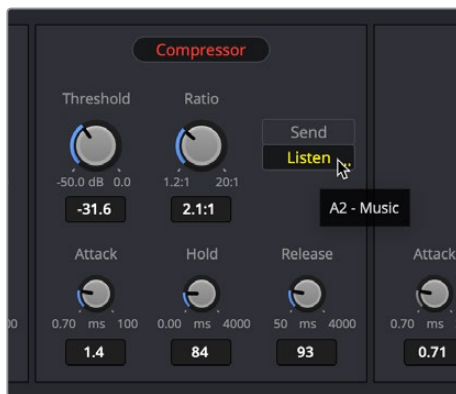 Compressor
Threshold Ratio
Send
Listen ...
-50.0 dB 0.0 1.2:1 20:1
-31.6 2.1:1
A2 - Music
Attack Hold Release Attack
00 0.70 ms 100 0.00 ms 4000 50 ms 4000 0.70 ms
1.4 84 93 0.71